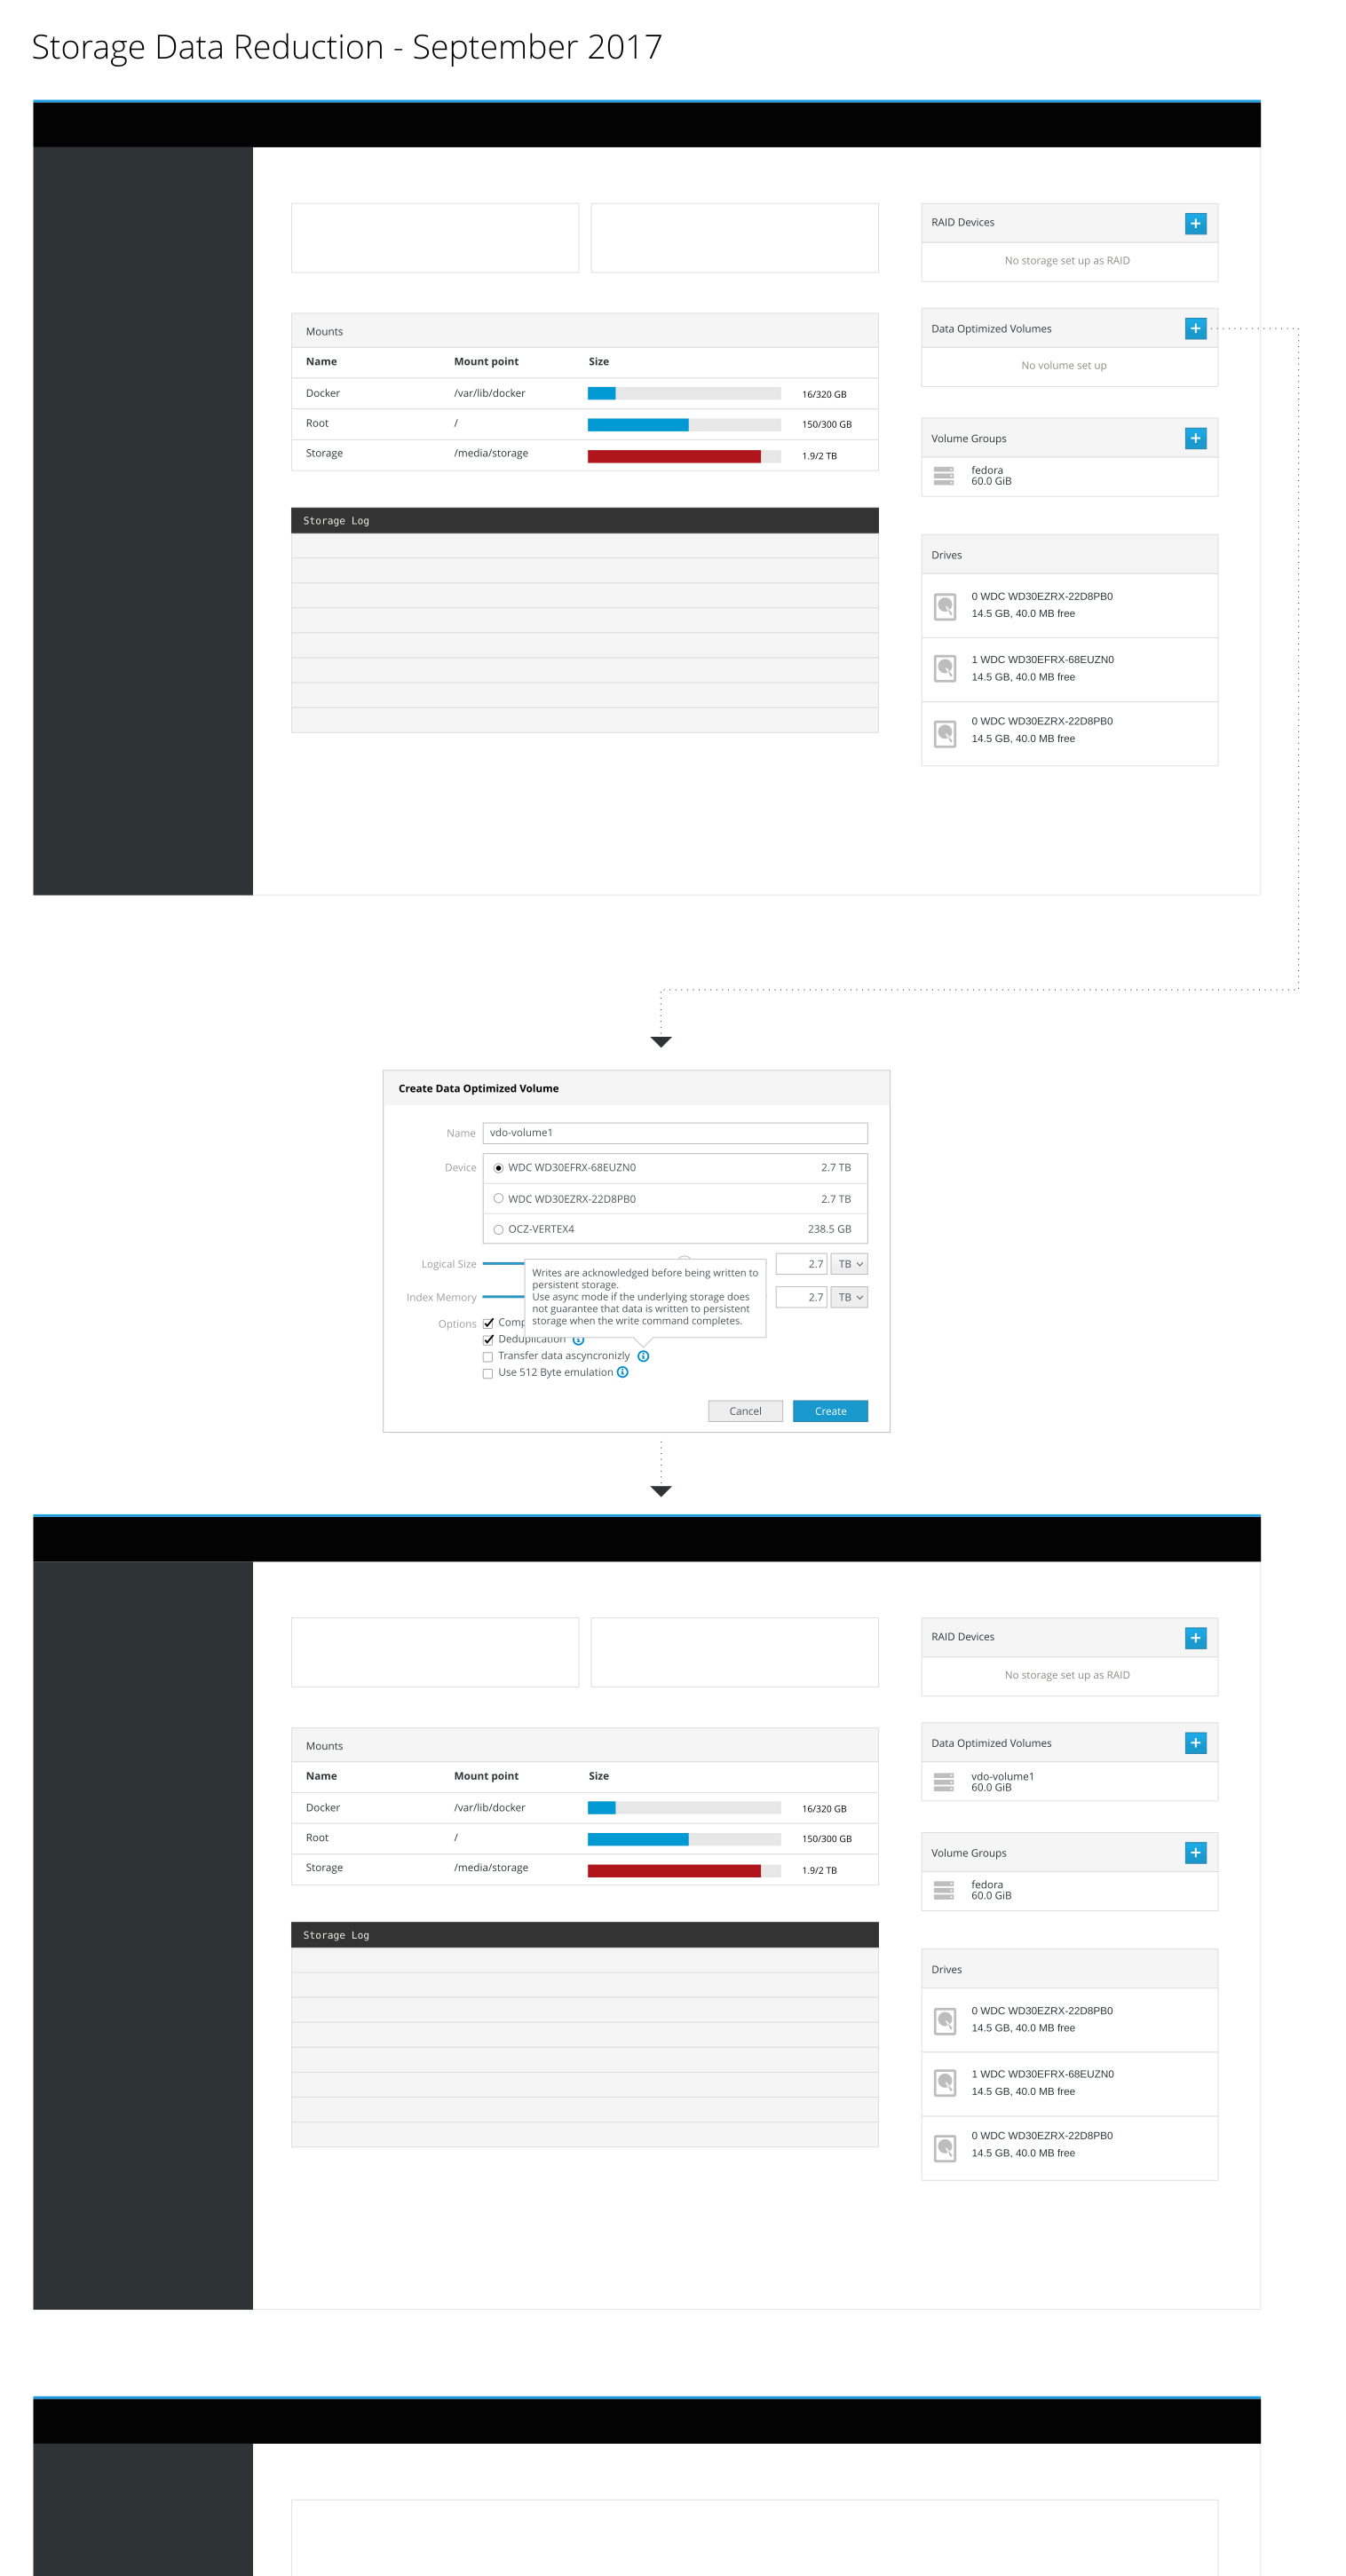 Storage Data Reduction - September 2017
RAID Devices
No storage set up as RAID
Data Optimized Volumes
No volume set up
Mounts
Name Mount point Size
Docker /var/lib/docker 16/320 GB
Root / 150/300 GB
Storage /media/storage 1.9/2 TB
Volume Groups
fedora
60.0 GiB
Storage Log
Drives
0 WDC WD30EZRX-22D8PB0
14.5 GB, 40.0 MB free
1 WDC WD30EFRX-68EUZN0
14.5 GB, 40.0 MB free
0 WDC WD30EZRX-22D8PB0
14.5 GB, 40.0 MB free
Create Data Optimized Volume
Name vdo-volume1
Device WDC WD30EFRX-68EUZN0 2.7 TB
WDC WD30EZRX-22D8PB0 2.7 TB
OCZ-VERTEX4 238.5 GB
Logical Size 2.7 TB
Writes are acknowledged before being written to
persistent storage.
Use async mode if the underlying storage does
not guarantee that data is written to persistent
storage when the write command completes.
Index Memory 2.7 TB
Options Comp
Deduplication
Transfer data ascyncronizly
Use 512 Byte emulation
Cancel Create
RAID Devices
No storage set up as RAID
Data Optimized Volumes
vdo-volume1
60.0 GiB
Mounts
Name Mount point Size
Docker /var/lib/docker 16/320 GB
Root / 150/300 GB
Storage /media/storage 1.9/2 TB
Volume Groups
fedora
60.0 GiB
Storage Log
Drives
0 WDC WD30EZRX-22D8PB0
14.5 GB, 40.0 MB free
1 WDC WD30EFRX-68EUZN0
14.5 GB, 40.0 MB free
0 WDC WD30EZRX-22D8PB0
14.5 GB, 40.0 MB free